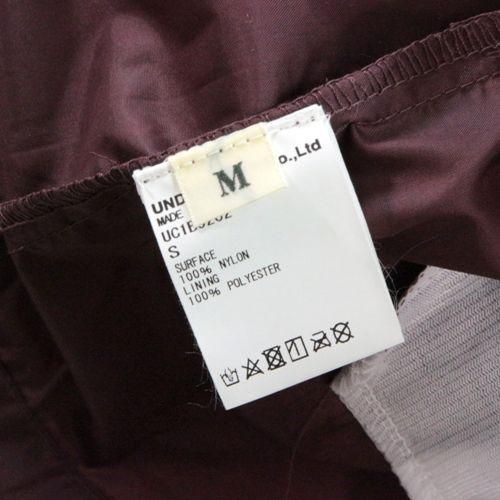 M
UND
o.,Ltd
MADE
S
SURFACE
100% NYLON
LINING
100% POLYESTER